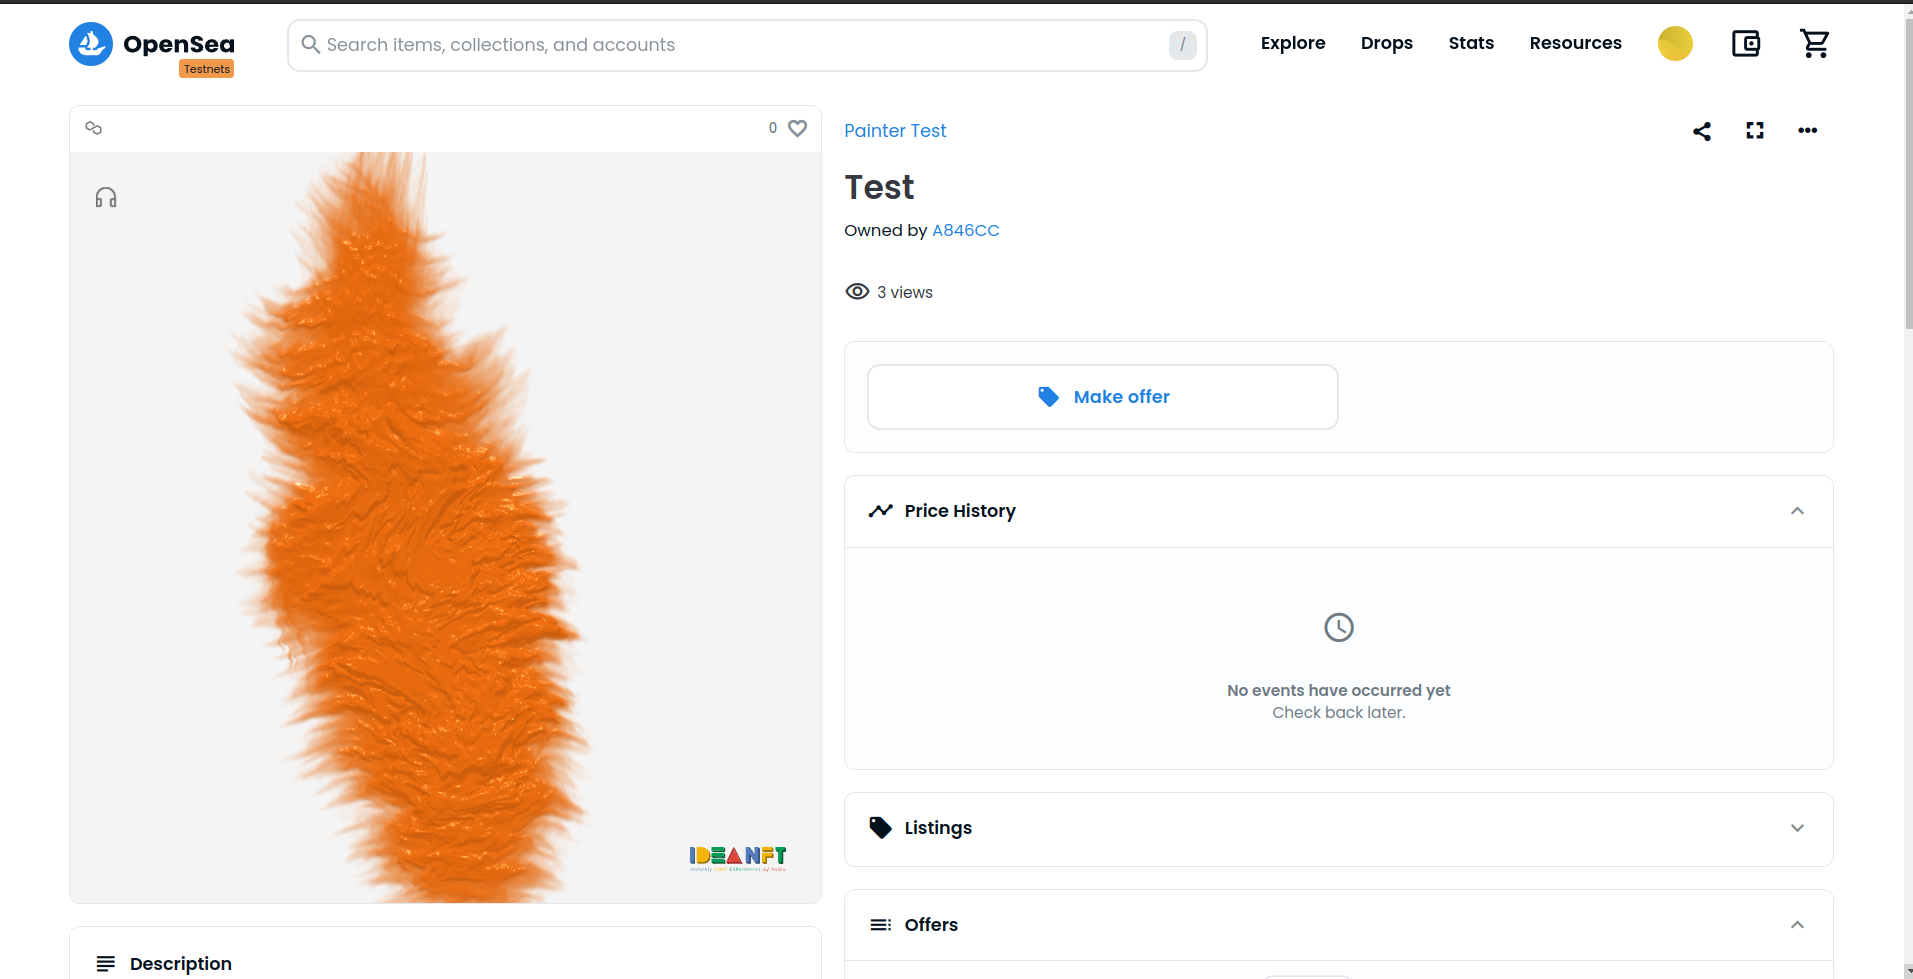 OpenSea
Testnets
Search items, collections, and accounts
/
Explore
Drops
Stats
Resources
0
Painter Test
Test
Owned by A846CC
3 views
Make offer
Price History
No events have occurred yet
Check back later.
Listings
Offers
IDEANFT
Description